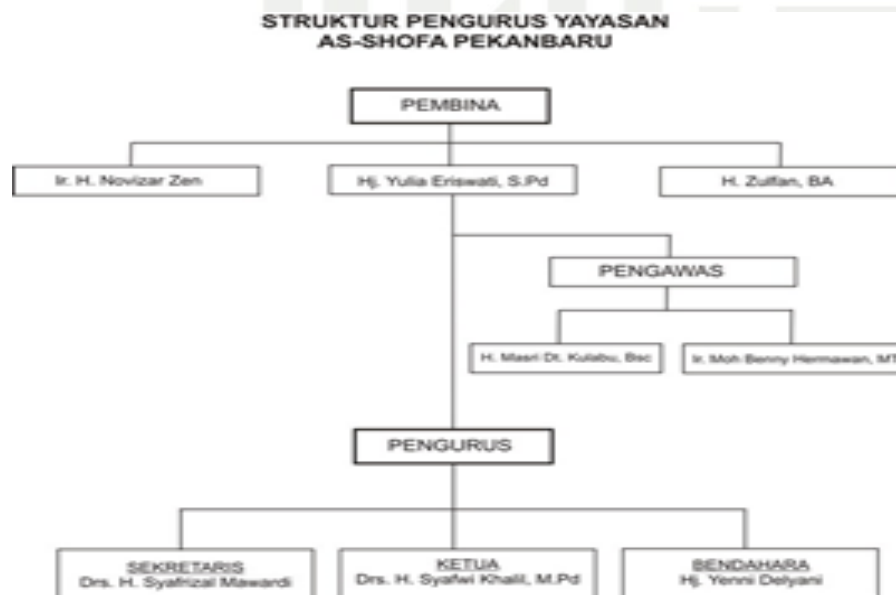 STRUKTUR PENGURUS YAYASAN
AS-SHOFA PEKANBARU
PEMBINA
Ir. H. Novizar Zen
Hj. Yulia Eriswati, S.Pd
H. Zulfan, BA
PENGAWAS
H. Masri Dt. Kulabu, Bsc
Ir. Moh Benny Hermawan, MT
PENGURUS
SEKRETARIS
Drs. H. Syafrizal Mawardi
KETUA
Drs. H. Syafwi Khalil, M.Pd
BENDAHARA
Hj. Yenni Delyani